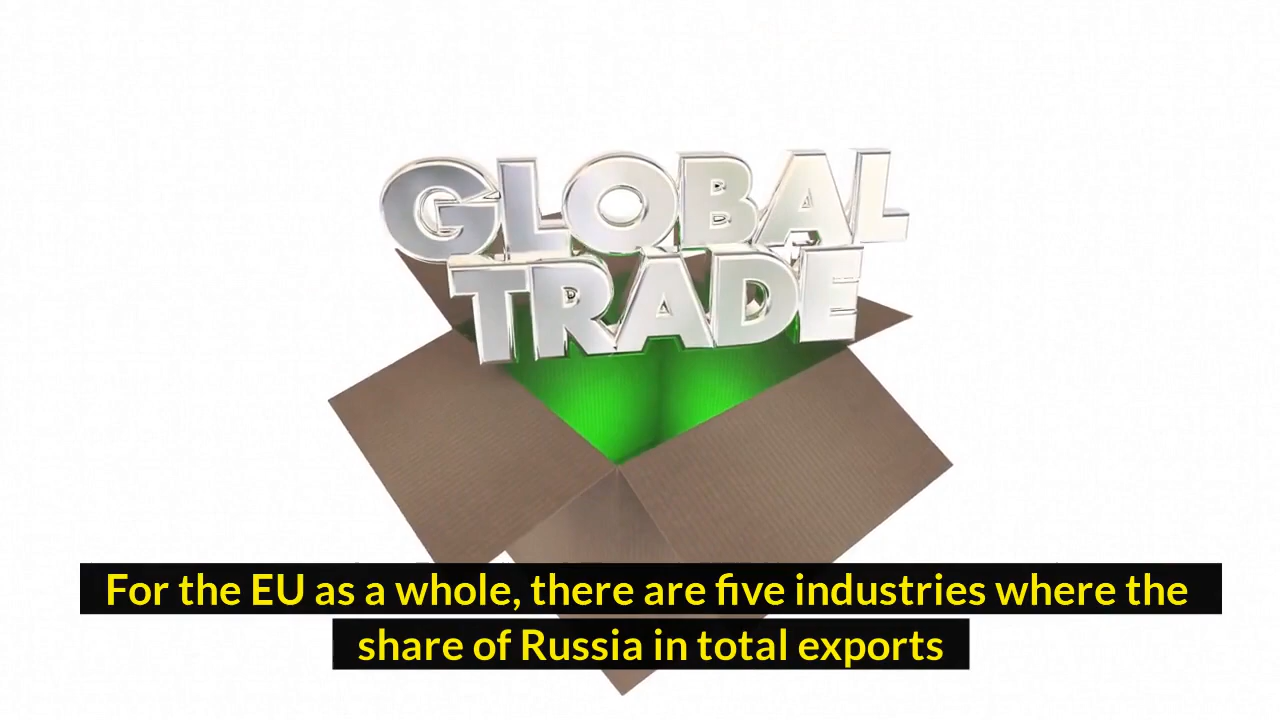 GLOBAL
TRADE
For the EU as a whole, there are five industries where the
share of Russia in total exports